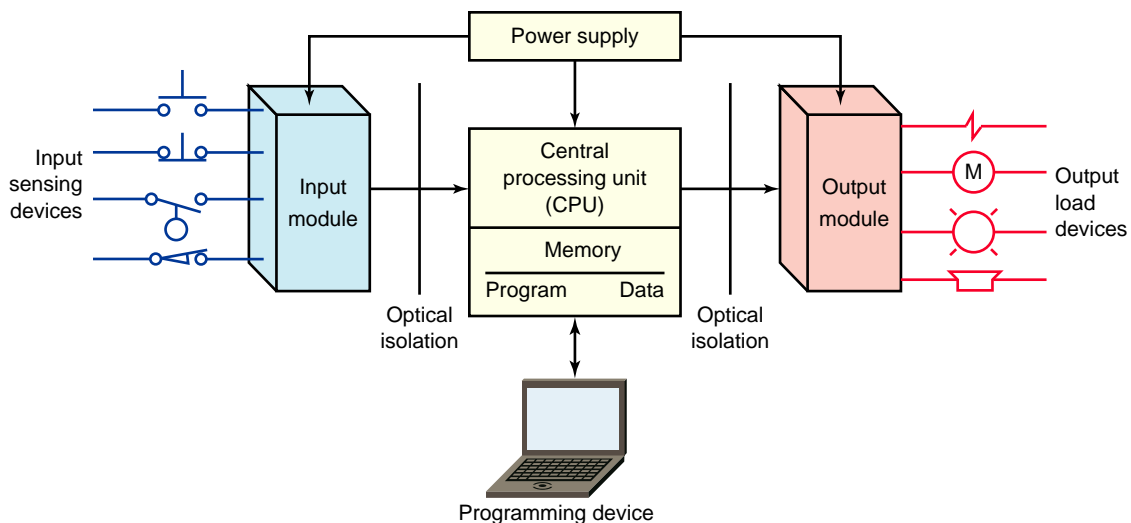 Power supply
Input
sensing
devices
Input
module
Central
processing unit
(CPU)
Memory
Program Data
Optical
isolation
Optical
isolation
Output
module
M
Output
load
devices
Programming device